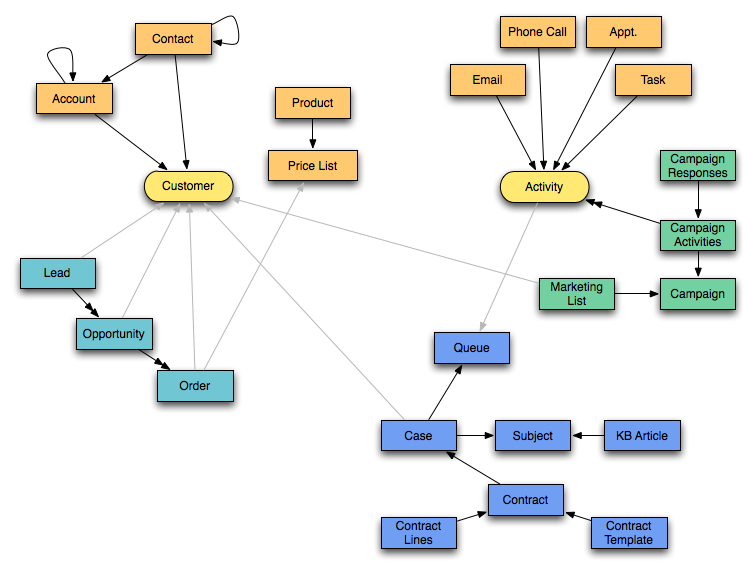 Contact
Phone Call
Appt.
Account
Product
Email
Task
Price List
Customer
Activity
Campaign
Responses
Campaign
Activities
Lead
Marketing
List
Campaign
Opportunity
Queue
Order
Case
Subject
KB Article
Contract
Contract
Lines
Contract
Template